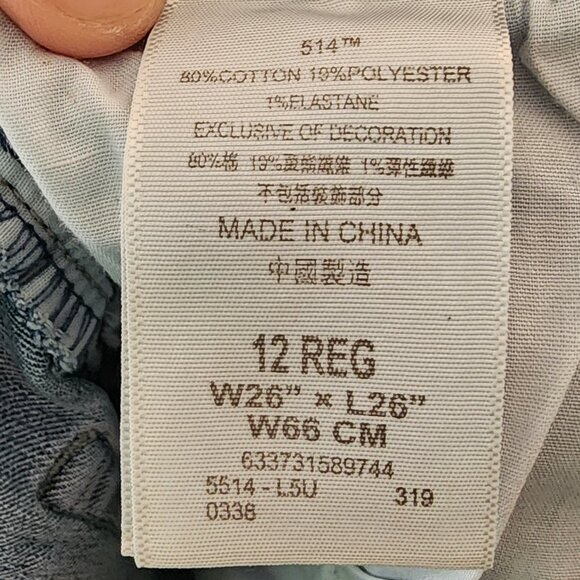 514™
80%COTTON 19%POLYESTER
1%ELASTANE
EXCLUSIVE OF DECORATION
80%棉 19%聚酯纖維 1%彈性纖維
不包括裝飾部分
MADE IN CHINA
中國製造
12 REG
W26" × L26"
W66 CM
633731589744
5514 - L5U 319
0338